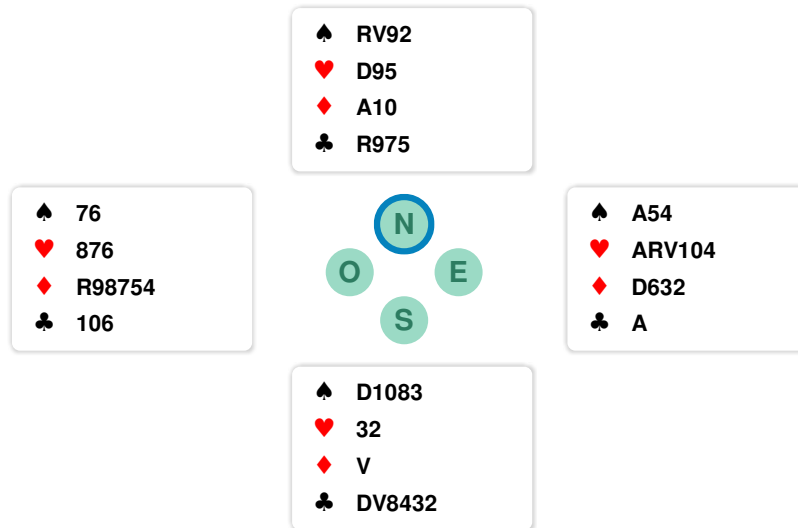 ♠ RV92
♥ D95
♦ A10
♣ R975
♠ 76
♥ 876
♦ R98754
♣ 106
N
O
E
S
♠ A54
♥ ARV104
♦ D632
♣ A
♠ D1083
♥ 32
♦ V
♣ DV8432